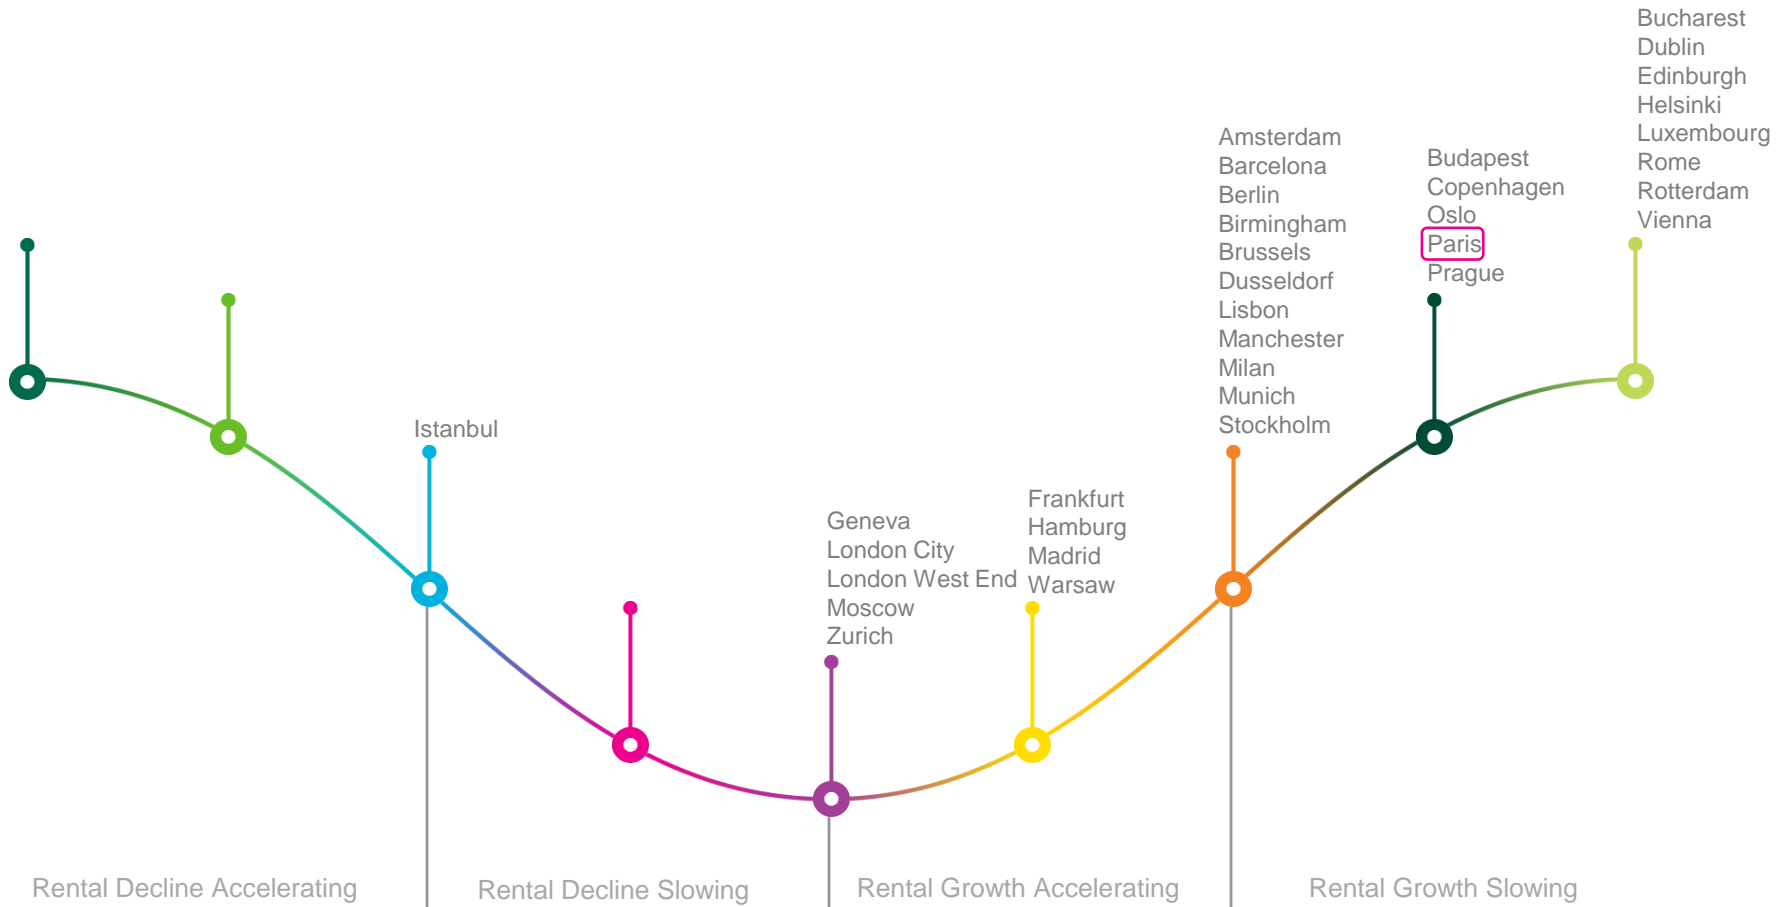 Istanbul
Geneva
London City
London West End
Moscow
Zurich
Frankfurt
Hamburg
Madrid
Warsaw
Amsterdam
Barcelona
Berlin
Birmingham
Brussels
Dusseldorf
Lisbon
Manchester
Milan
Munich
Stockholm
Budapest
Copenhagen
Oslo
Paris
Prague
Bucharest
Dublin
Edinburgh
Helsinki
Luxembourg
Rome
Rotterdam
Vienna
Rental Decline Accelerating
Rental Decline Slowing
Rental Growth Accelerating
Rental Growth Slowing